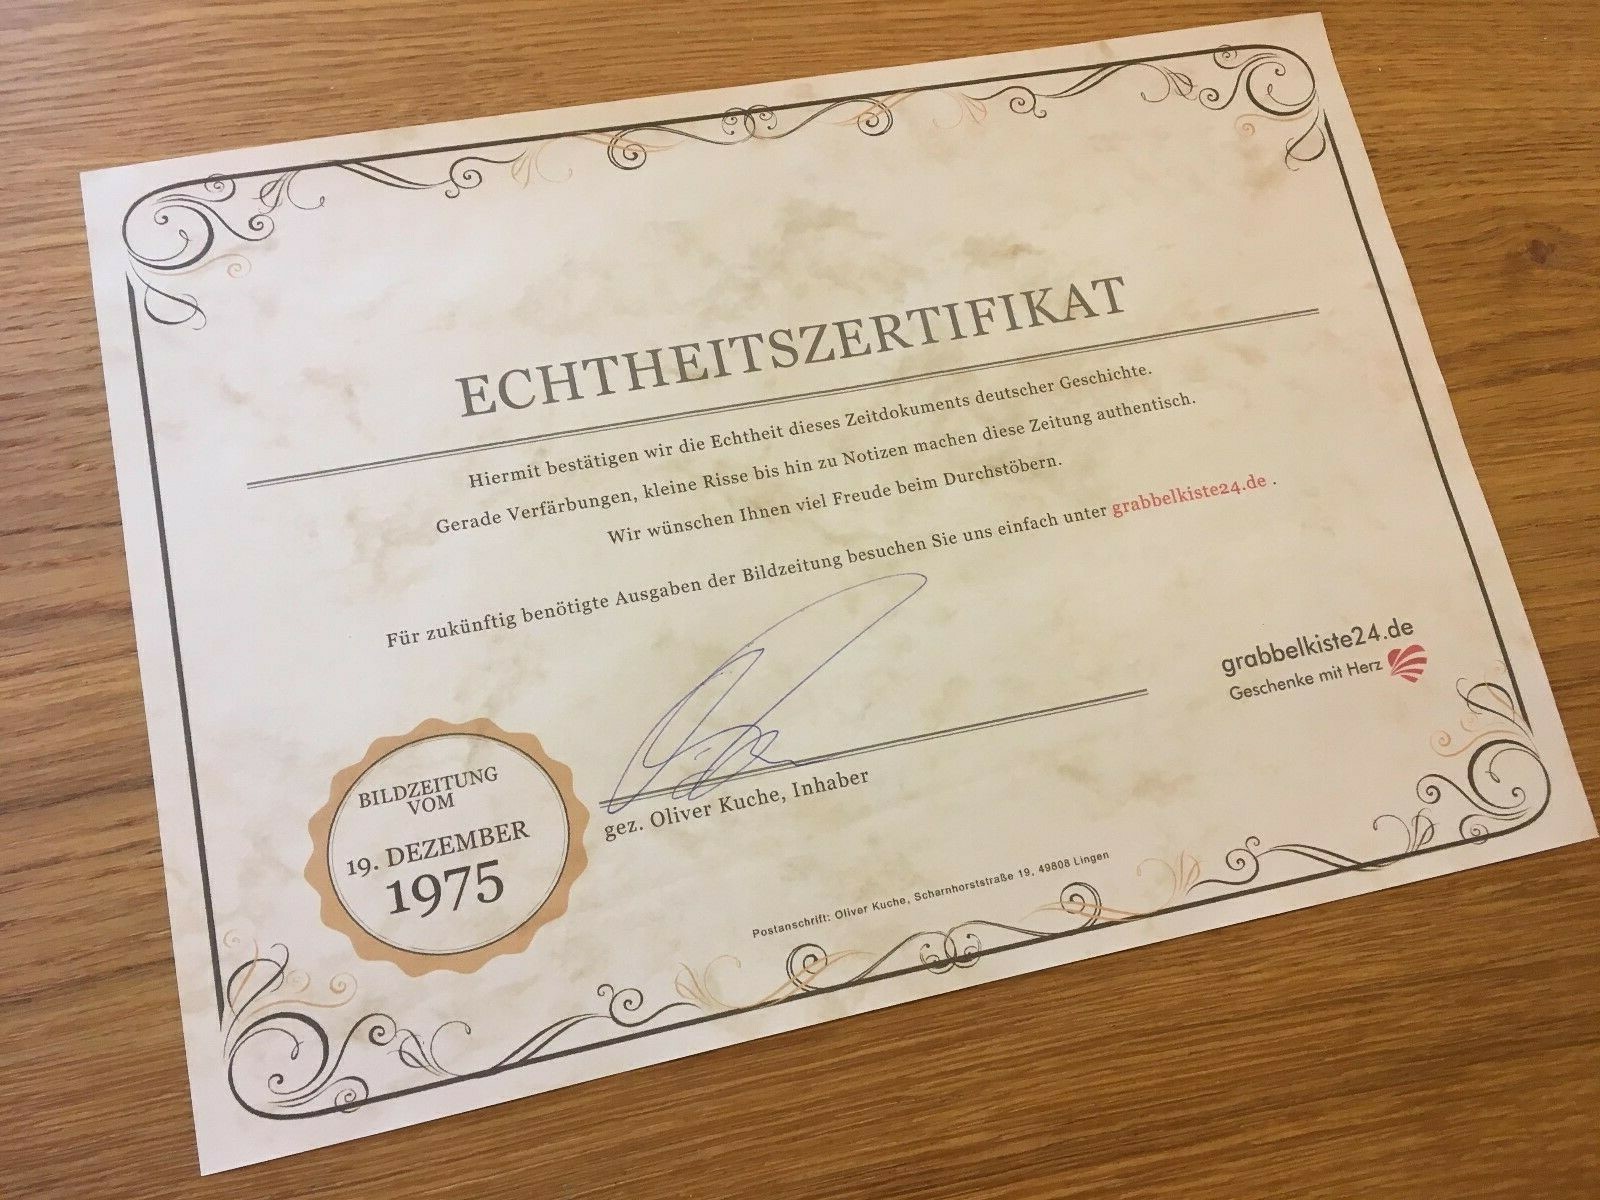 ECHTHEITSZERTIFIKAT
Hiermit bestätigen wir die Echtheit dieses Zeitdokuments deutscher Geschichte.
Gerade Verfärbungen, kleine Risse bis hin zu Notizen machen diese Zeitung authentisch.
Wir wünschen Ihnen viel Freude beim Durchstöbern.
Für zukünftig benötigte Ausgaben der Bildzeitung besuchen Sie uns einfach unter grabbelkiste24.de .
grabbelkiste24.de
Geschenke mit Herz
BILDZEITUNG
VOM
19. DEZEMBER
1975
gez. Oliver Kuche, Inhaber
Postanschrift: Oliver Kuche, Scharnhorststraße 19, 49808 Lingen